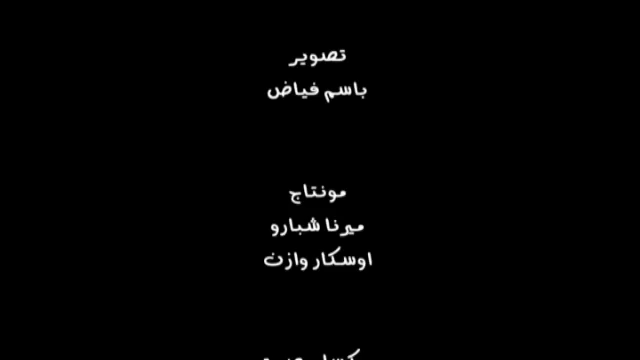 تصوير
باسم فياض
مونتاج
ميرنا شبارو
اوسكار وازن